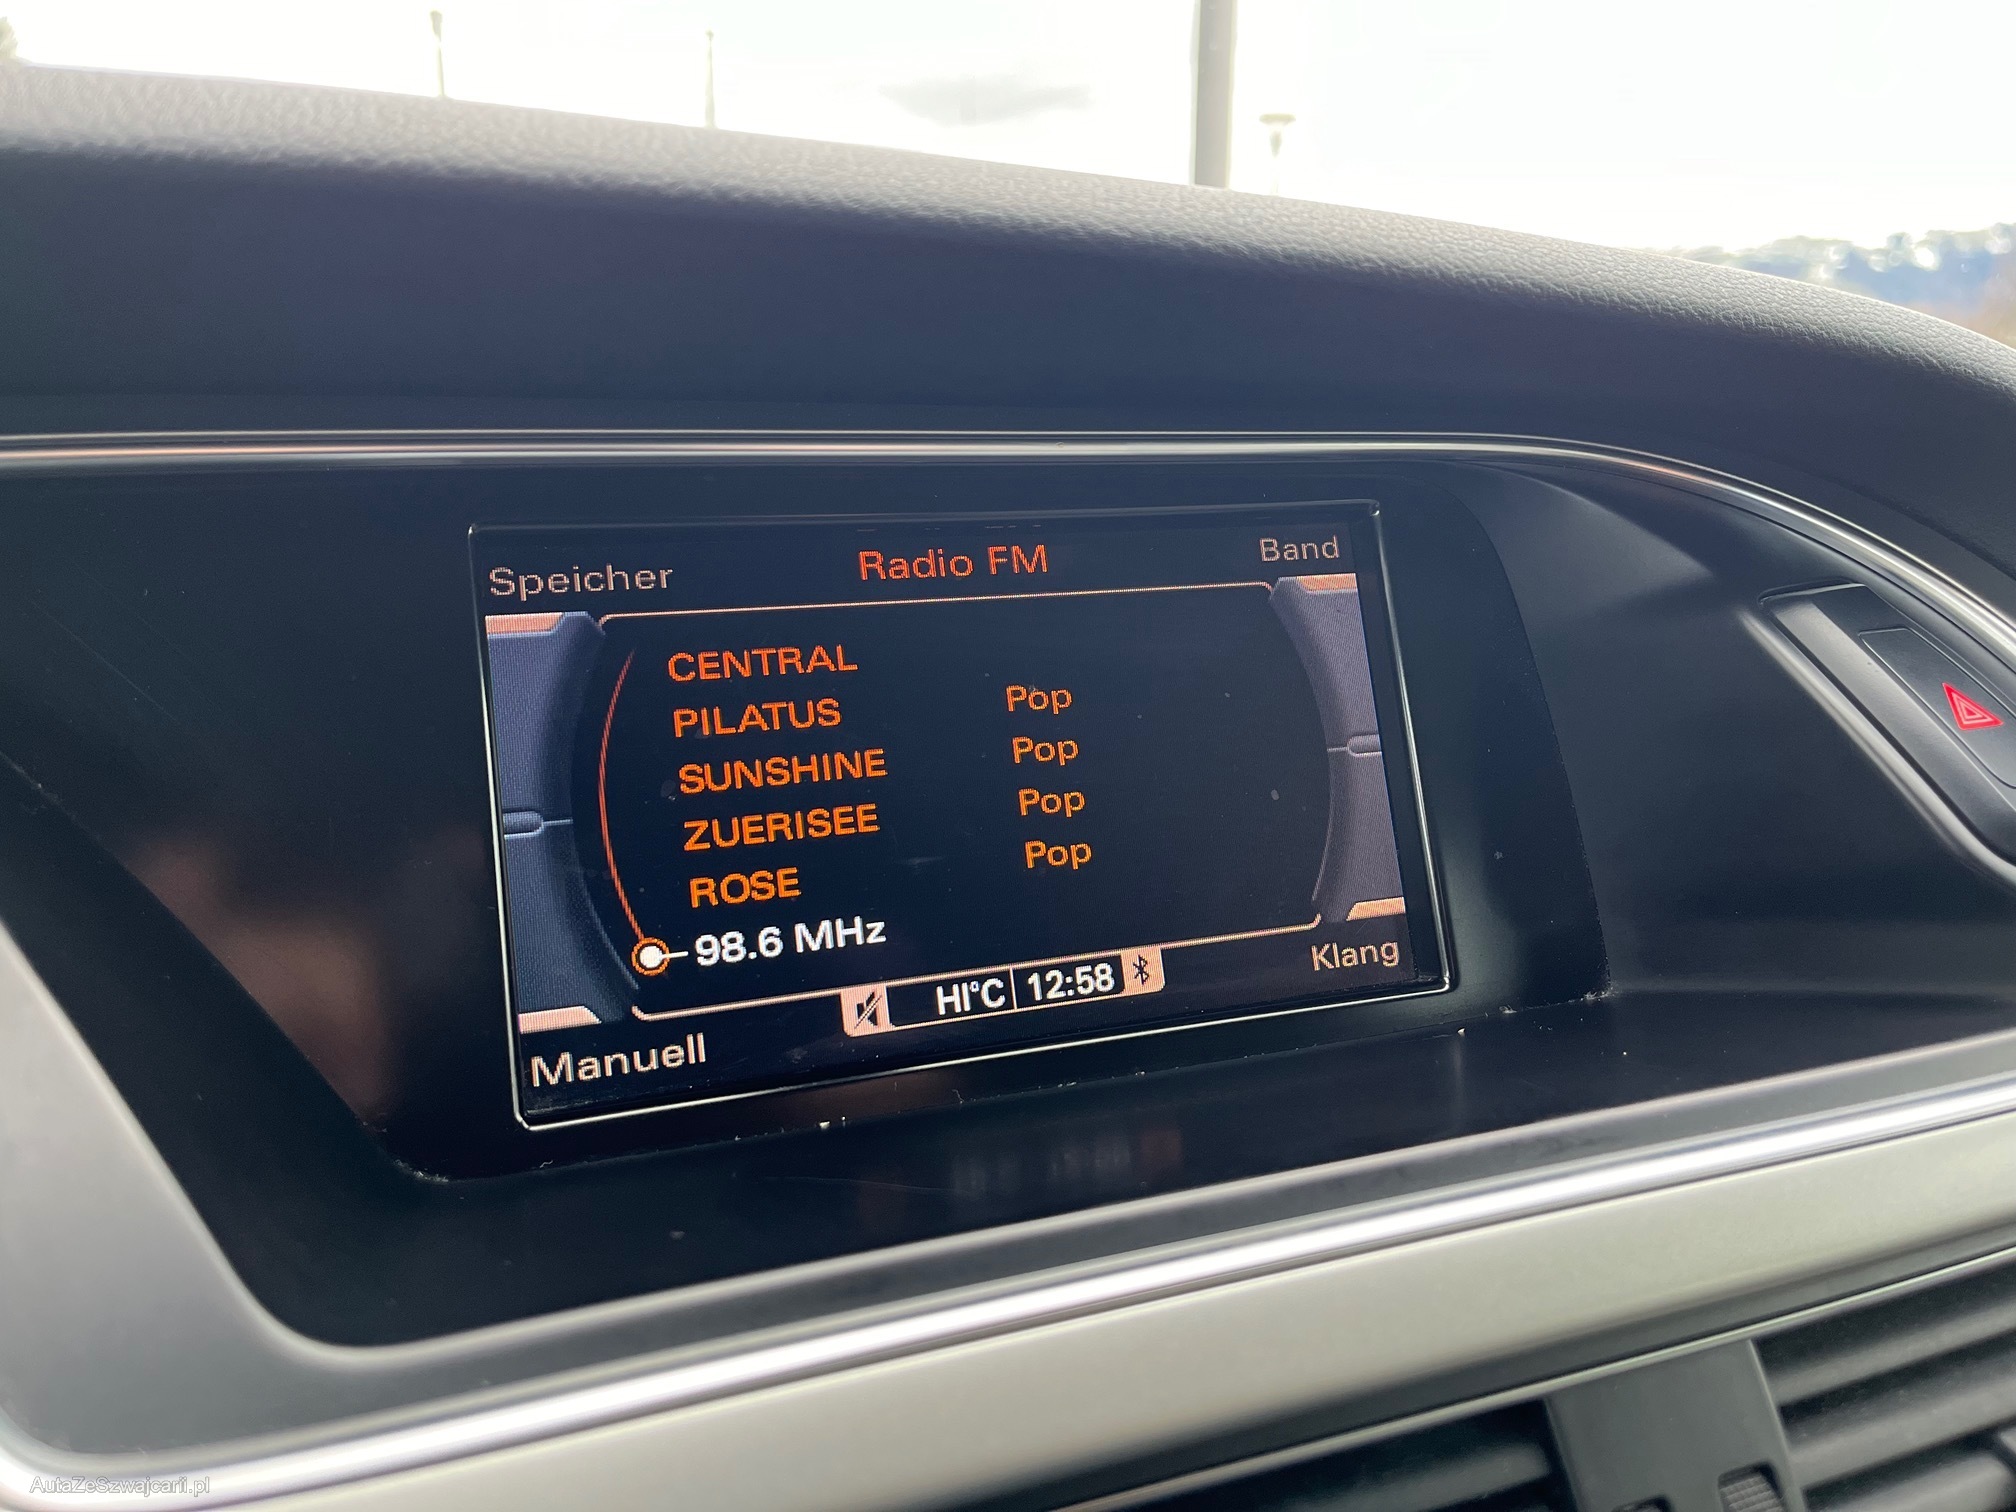 Speicher
Radio FM
Band
CENTRAL
PILATUS Pop
SUNSHINE Pop
ZUERISEE Pop
ROSE Pop
98.6 MHz
HI°C 12:58
Klang
Manuell
AutaZeSzwajcarii.pl